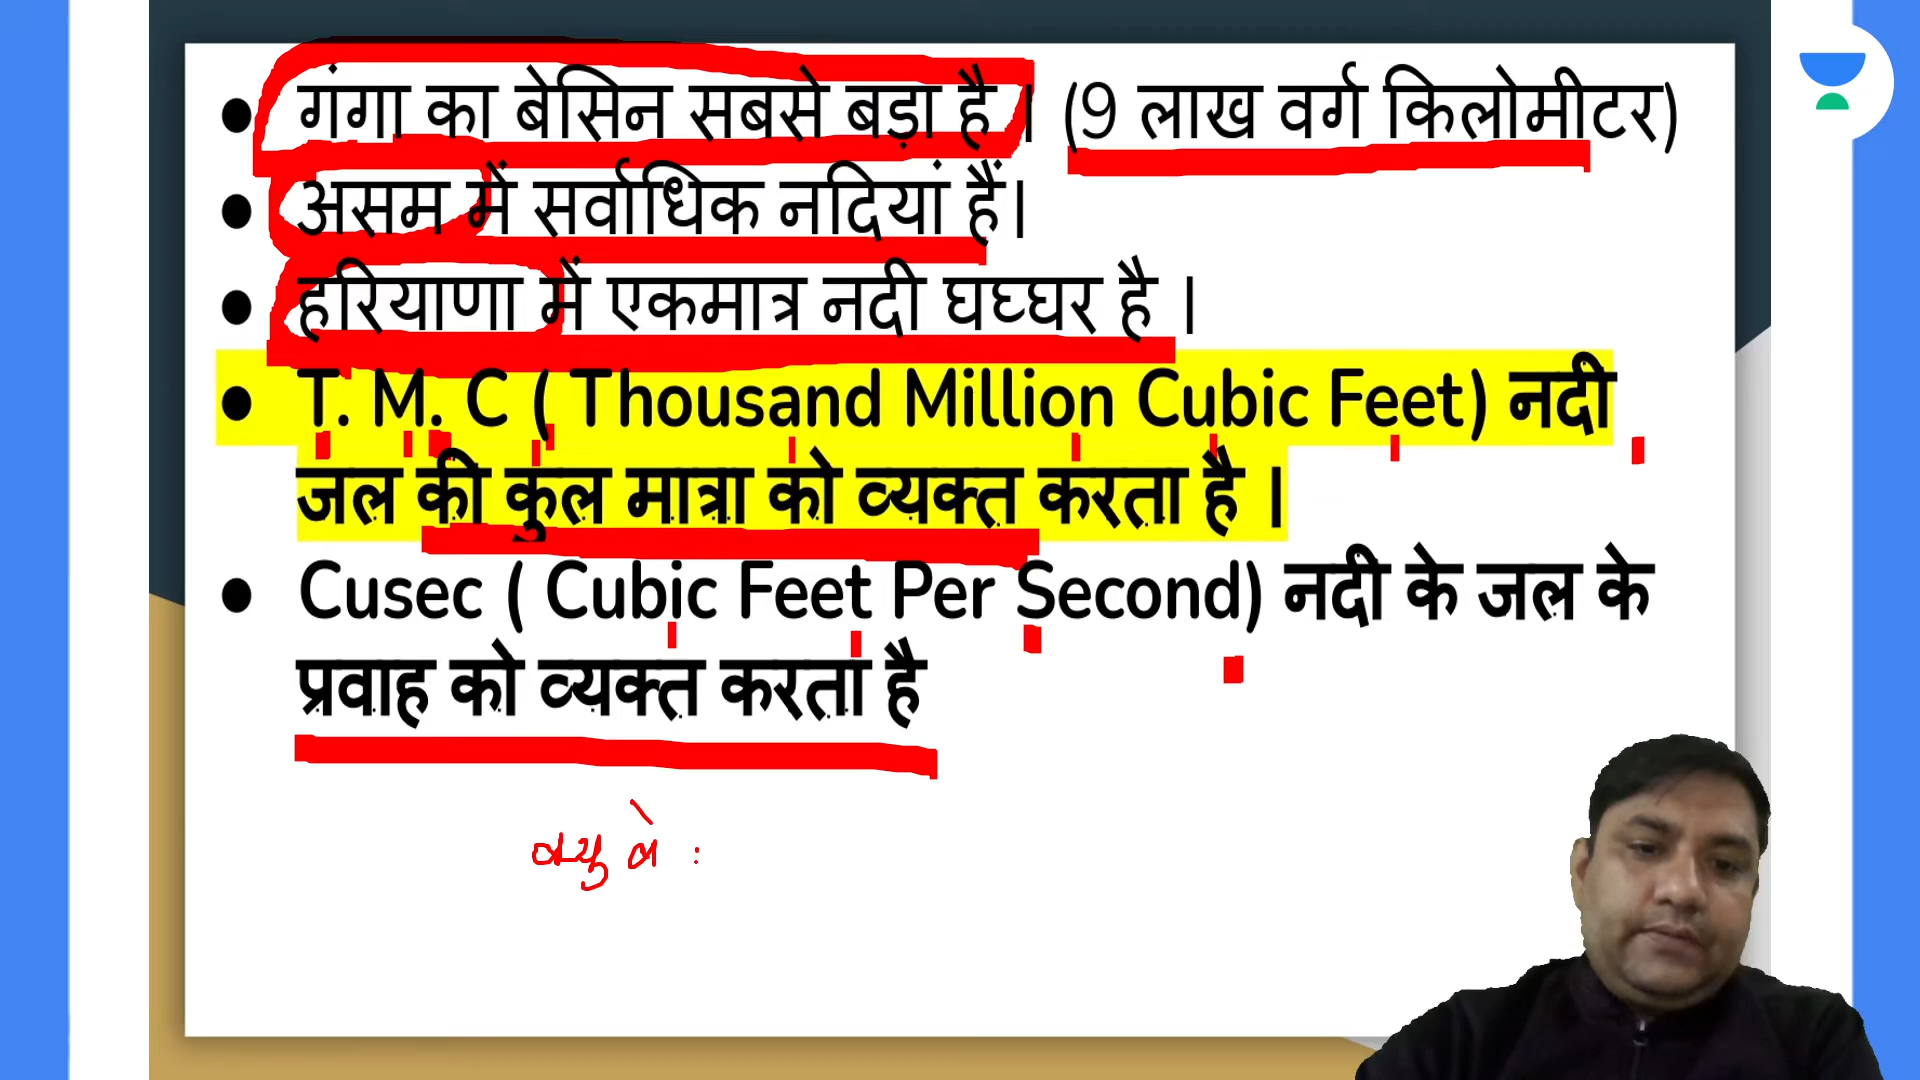 ● गंगा का बेसिन सबसे बड़ा है । (9 लाख वर्ग किलोमीटर)
● असम में सर्वाधिक नदियां हैं।
● हरियाणा में एकमात्र नदी घघ्घर है ।
● T. M. C ( Thousand Million Cubic Feet) नदी
जल की कुल मात्रा को व्यक्त करता है ।
● Cusec ( Cubic Feet Per Second) नदी के जल के
प्रवाह को व्यक्त करता है